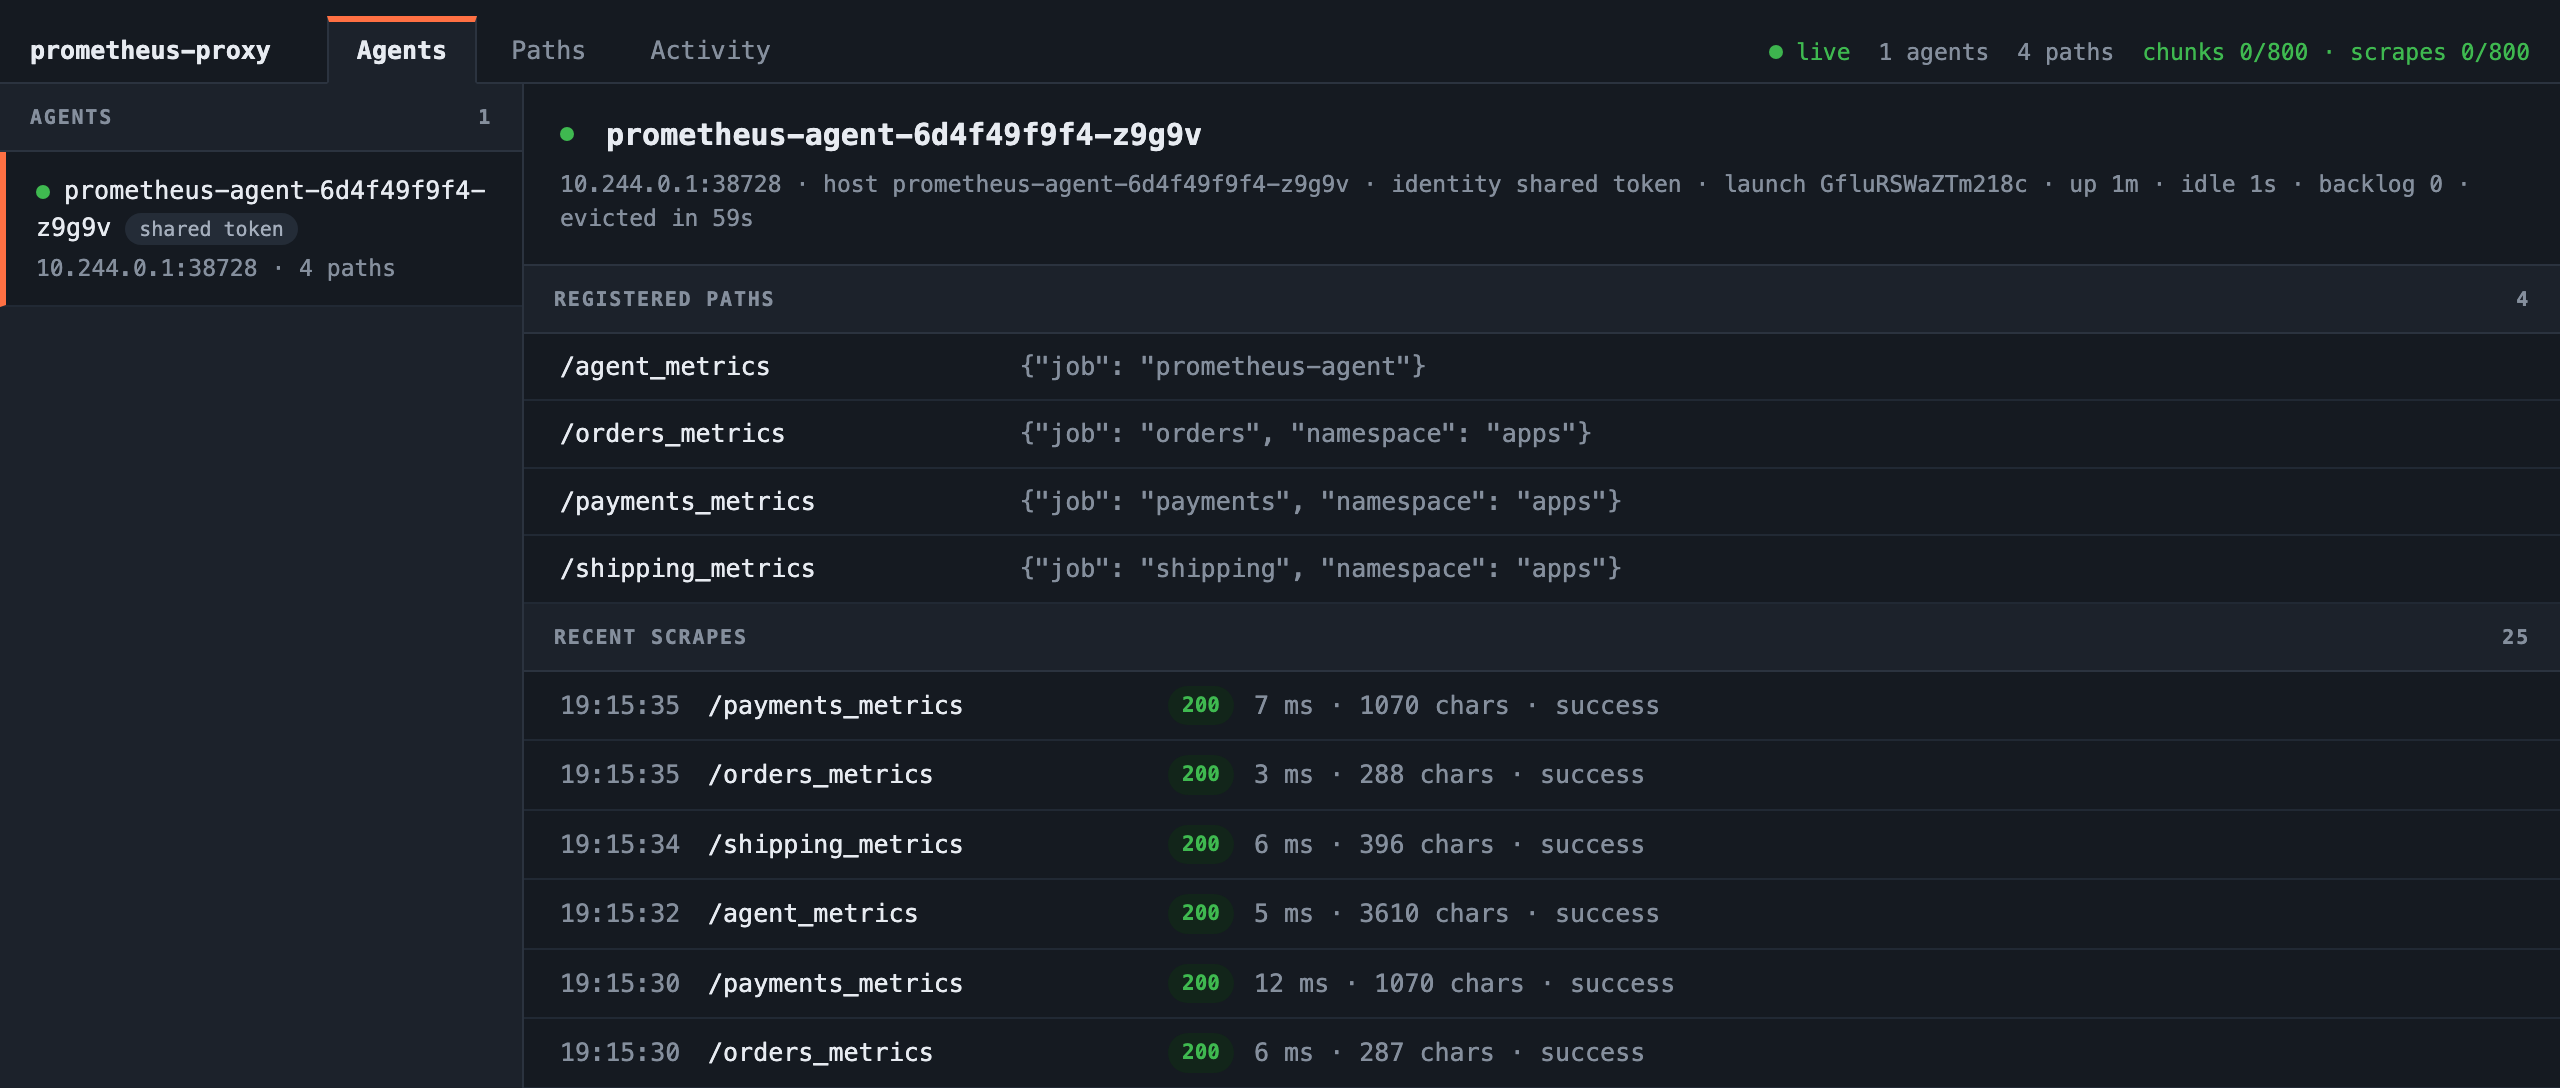 prometheus-proxy Agents Paths Activity live 1 agents 4 paths chunks 0/800 · scrapes 0/800
AGENTS 1
prometheus-agent-6d4f49f9f4-
z9g9v shared token
10.244.0.1:38728 · 4 paths
prometheus-agent-6d4f49f9f4-z9g9v
10.244.0.1:38728 · host prometheus-agent-6d4f49f9f4-z9g9v · identity shared token · launch GfluRSWaZTm218c · up 1m · idle 1s · backlog 0 ·
evicted in 59s
REGISTERED PATHS 4
/agent_metrics {"job": "prometheus-agent"}
/orders_metrics {"job": "orders", "namespace": "apps"}
/payments_metrics {"job": "payments", "namespace": "apps"}
/shipping_metrics {"job": "shipping", "namespace": "apps"}
RECENT SCRAPES 25
19:15:35 /payments_metrics 200 7 ms · 1070 chars · success
19:15:35 /orders_metrics 200 3 ms · 288 chars · success
19:15:34 /shipping_metrics 200 6 ms · 396 chars · success
19:15:32 /agent_metrics 200 5 ms · 3610 chars · success
19:15:30 /payments_metrics 200 12 ms · 1070 chars · success
19:15:30 /orders_metrics 200 6 ms · 287 chars · success